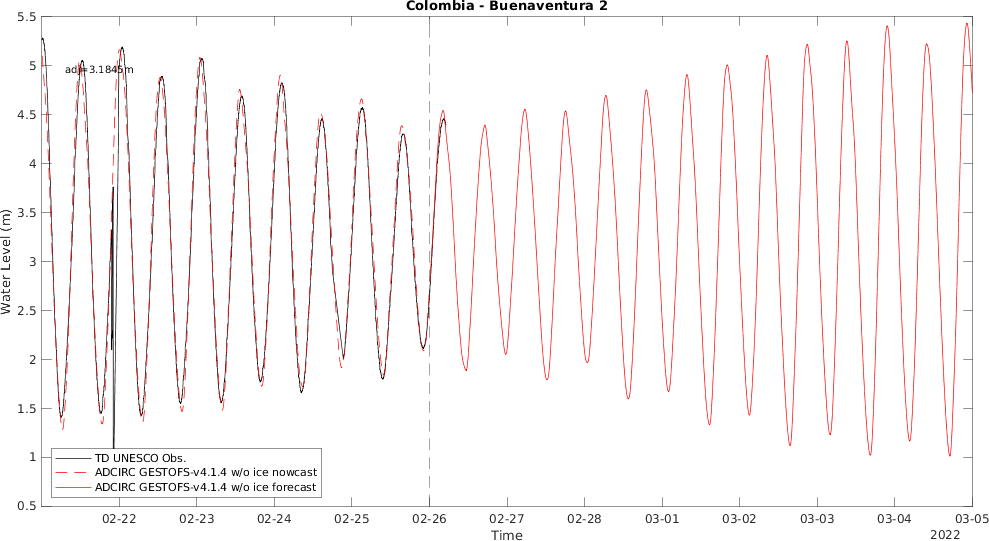 Colombia - Buenaventura 2
5.5
5
4.5
4
3.5
3
2.5
2
1.5
1
0.5
Water Level (m)
adj=3.1845m
TD UNESCO Obs.
ADCIRC GESTOFS-v4.1.4 w/o ice nowcast
ADCIRC GESTOFS-v4.1.4 w/o ice forecast
02-22 02-23 02-24 02-25 02-26 02-27 02-28 03-01 03-02 03-03 03-04 03-05
Time
2022